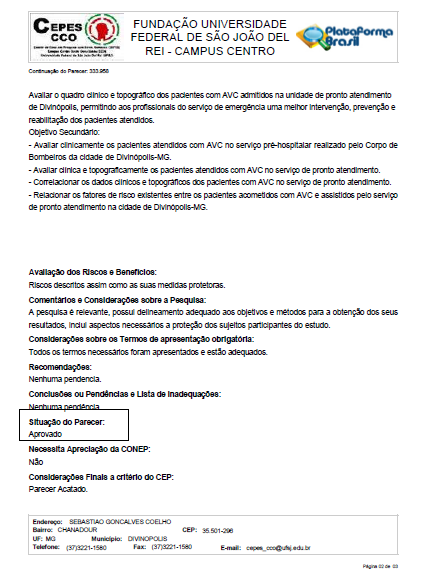 CEPES
CCO
FUNDAÇÃO UNIVERSIDADE
FEDERAL DE SÃO JOÃO DEL
REI - CAMPUS CENTRO
Plataforma
Brasil
Continuação do Parecer: 333.958
Avaliar o quadro clínico e topográfico dos pacientes com AVC admitidos na unidade de pronto atendimento
de Divinópolis, permitindo aos profissionais do serviço de emergência uma melhor intervenção, prevenção e
reabilitação dos pacientes atendidos.
Objetivo Secundário:
- Avaliar clinicamente os pacientes atendidos com AVC no serviço pré-hospitalar realizado pelo Corpo de
Bombeiros da cidade de Divinópolis-MG.
- Avaliar clínica e topograficamente os pacientes atendidos com AVC no serviço de pronto atendimento.
- Correlacionar os dados clínicos e topográficos dos pacientes com AVC no serviço de pronto atendimento.
- Relacionar os fatores de risco existentes entre os pacientes acometidos com AVC e assistidos pelo serviço
de pronto atendimento na cidade de Divinópolis-MG.
Avaliação dos Riscos e Benefícios:
Riscos descritos assim como as suas medidas protetoras.
Comentários e Considerações sobre a Pesquisa:
A pesquisa é relevante, possui delineamento adequado aos objetivos e métodos para a obtenção dos seus
resultados, inclui aspectos necessários a proteção dos sujeitos participantes do estudo.
Considerações sobre os Termos de apresentação obrigatória:
Todos os termos necessários foram apresentados e estão adequados.
Recomendações:
Nenhuma pendencia.
Conclusões ou Pendências e Lista de Inadequações:
Nenhuma pendência
Situação do Parecer:
Aprovado
Necessita Apreciação da CONEP:
Não
Considerações Finais a critério do CEP:
Parecer Acatado.
Endereço: SEBASTIAO GONCALVES COELHO
Bairro: CHANADOUR CEP: 35.501-296
UF: MG Município: DIVINOPOLIS
Telefone: (37)3221-1580 Fax: (37)3221-1580 E-mail: cepes_cco@ufsj.edu.br
Página 02 de 03